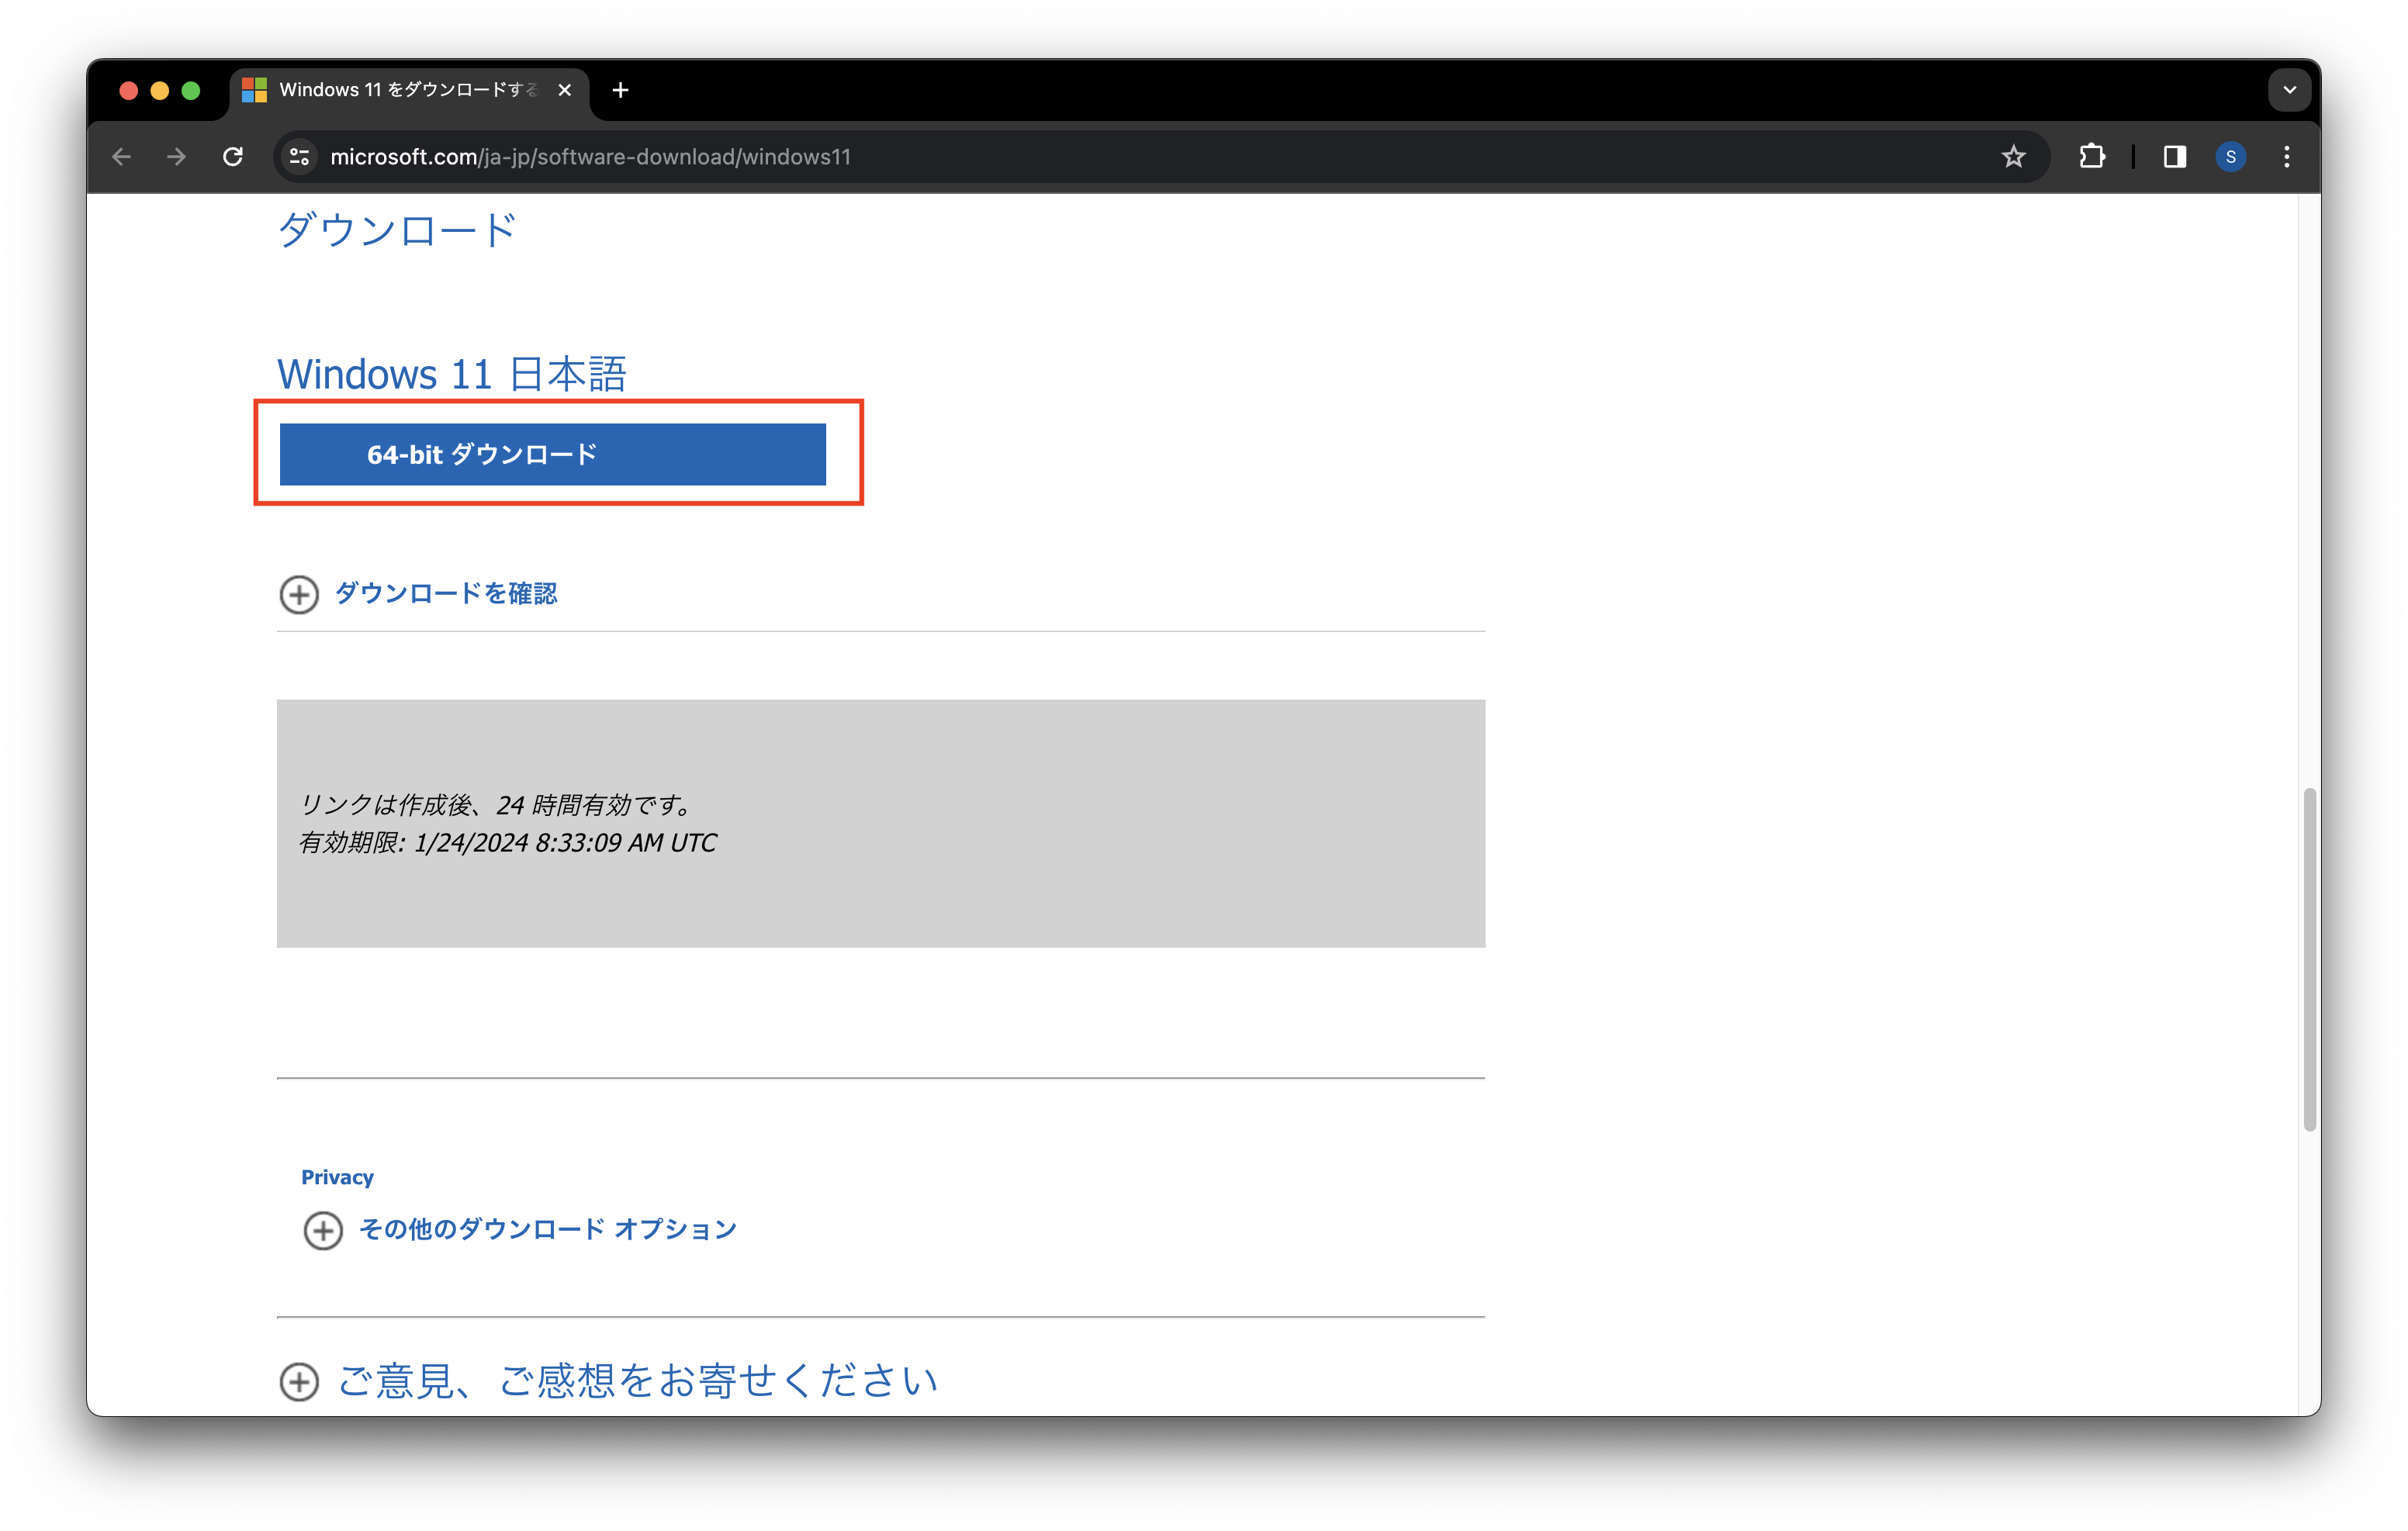 Windows 11 をダウンロードする
microsoft.com/ja-jp/software-download/windows11
S
ダウンロード
Windows 11 日本語
64-bit ダウンロード
ダウンロードを確認
リンクは作成後、24 時間有効です。
有効期限: 1/24/2024 8:33:09 AM UTC
Privacy
その他のダウンロード オプション
ご意見、ご感想をお寄せください